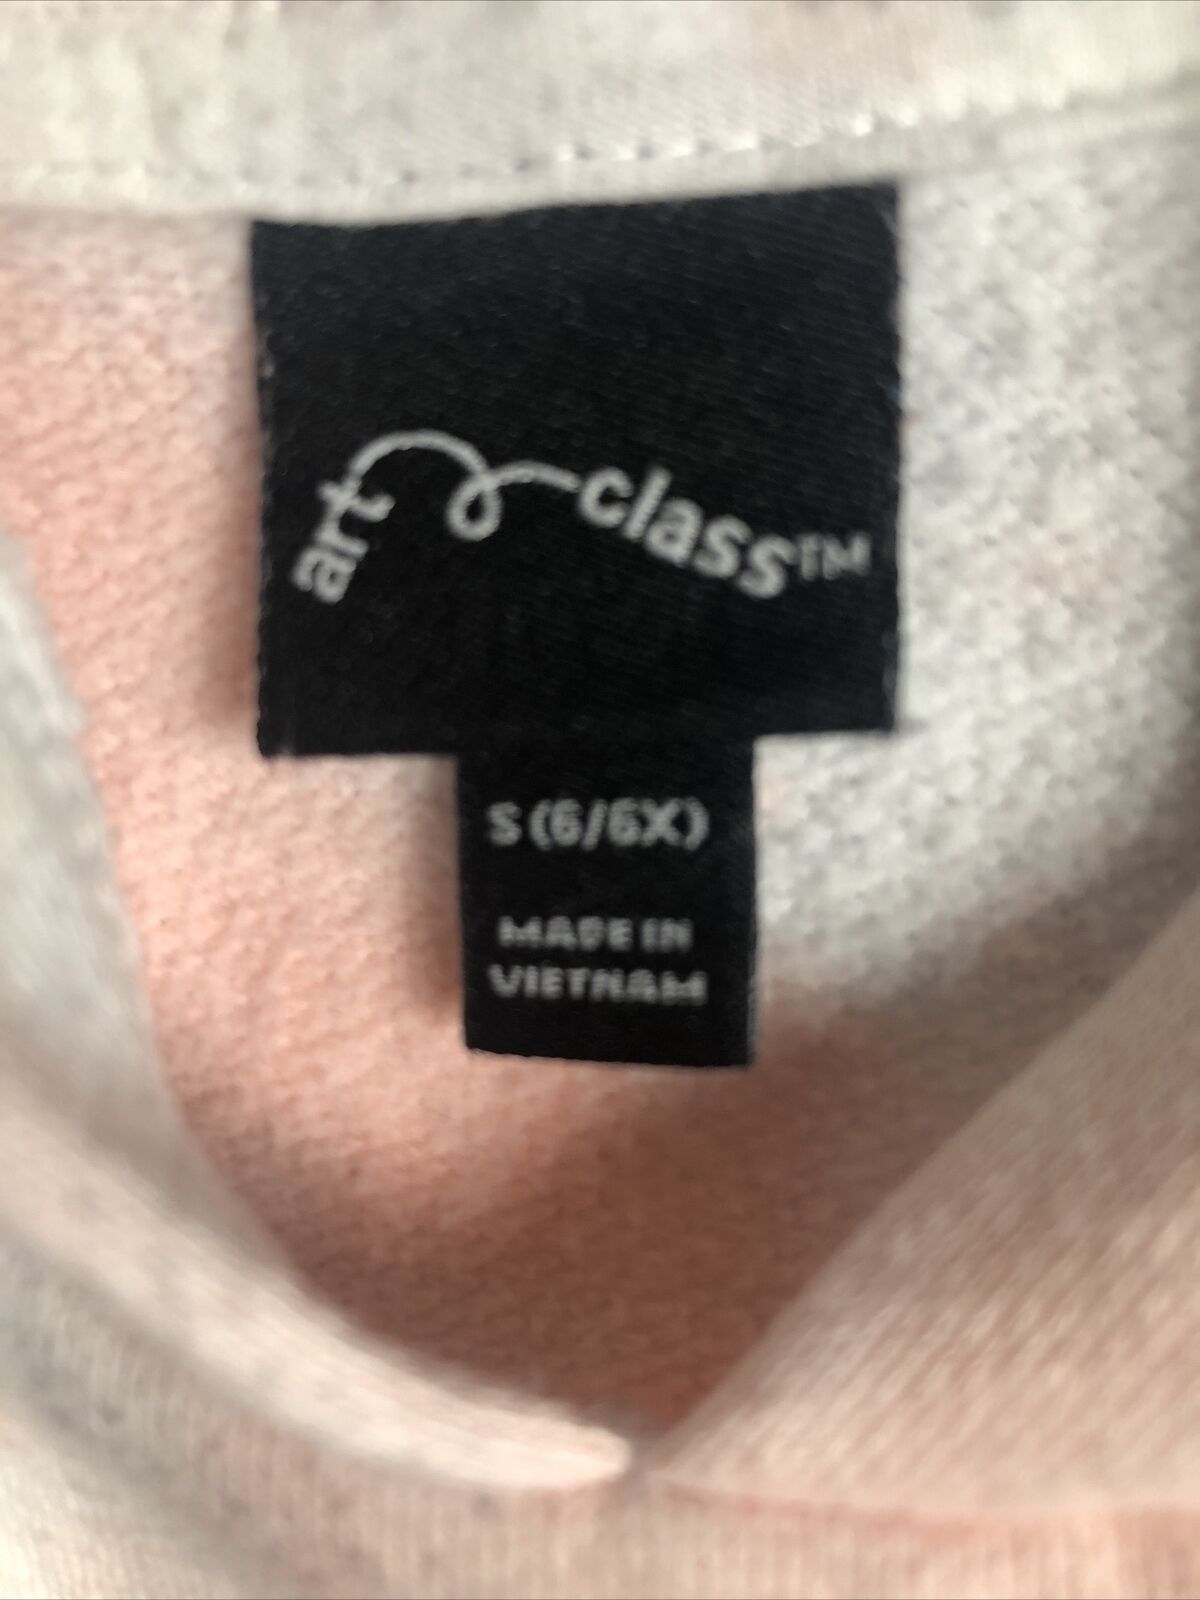 art class™
S (6/6X)
MADE IN
VIETNAM